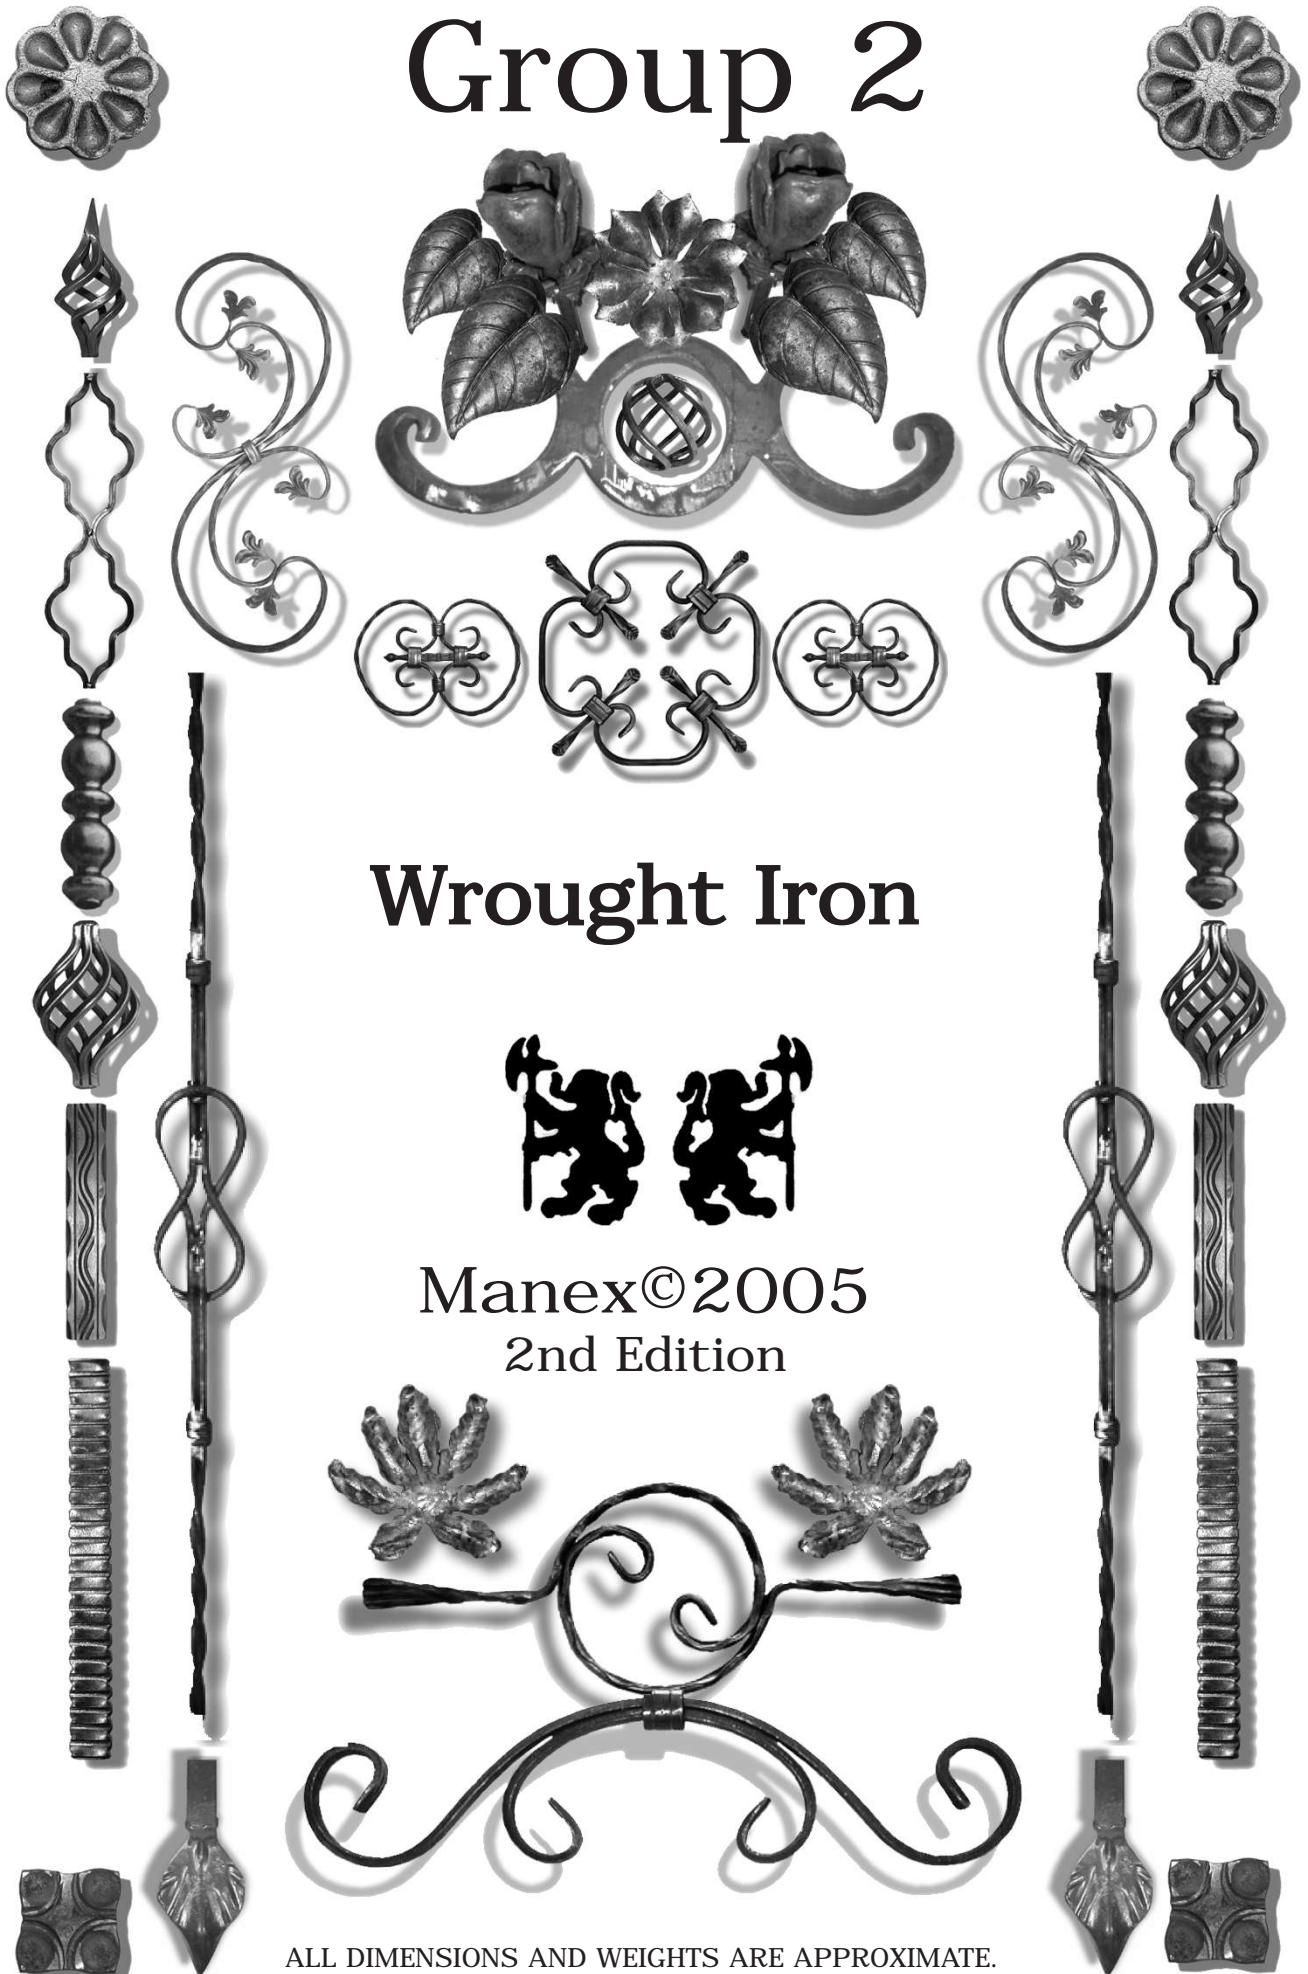 Group 2
Wrought Iron
Manex©2005
2nd Edition
ALL DIMENSIONS AND WEIGHTS ARE APPROXIMATE.